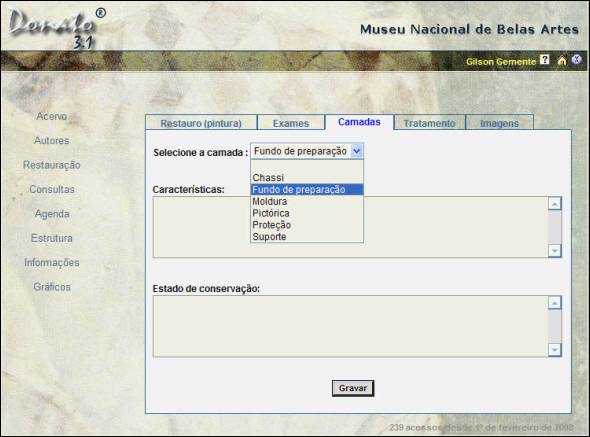 Donato ®
3.1
Museu Nacional de Belas Artes
Gilson Gemente ? X
Acervo
Autores
Restauração
Consultas
Agenda
Estrutura
Informações
Gráficos
Restauro (pintura) Exames Camadas Tratamento Imagens
Selecione a camada : Fundo de preparação
Chassi
Fundo de preparação
Moldura
Pictórica
Proteção
Suporte
Características:
Estado de conservação:
Gravar
239 acessos desde 1º de fevereiro de 2008